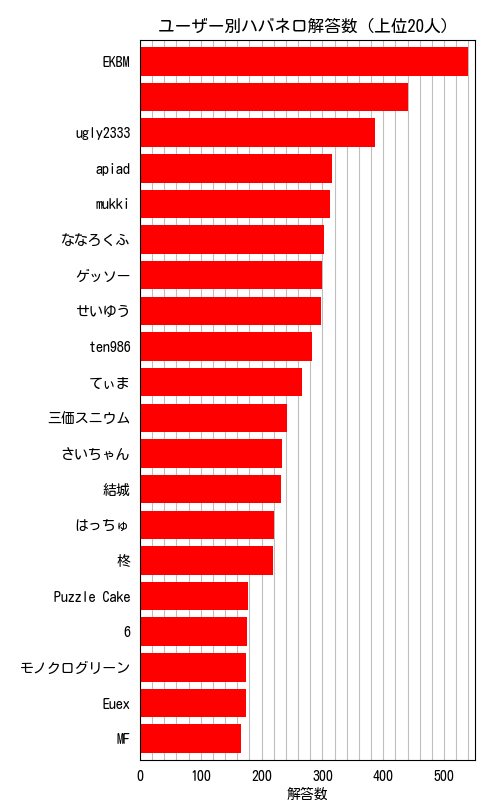 ユーザー別ハバネロ解答数（上位20人）
EKBM
ugly2333
apiad
mukki
ななろくふ
ゲッソー
せいゆう
ten986
てぃま
三価スニウム
さいちゃん
結城
はっちゅ
柊
Puzzle Cake
6
モノクログリーン
Euex
MF
0 100 200 300 400 500
解答数